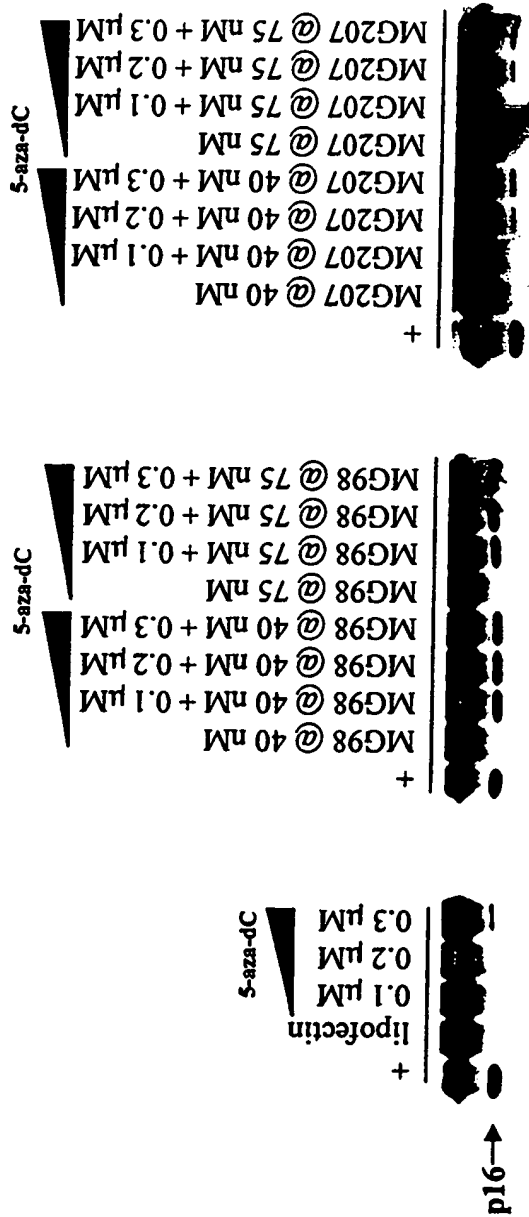 p16→
+
lipofectin
0.1 µM
0.2 µM
0.3 µM
5-aza-dC
+
MG98 @ 40 nM
MG98 @ 40 nM + 0.1 µM
MG98 @ 40 nM + 0.2 µM
MG98 @ 40 nM + 0.3 µM
MG98 @ 75 nM
MG98 @ 75 nM + 0.1 µM
MG98 @ 75 nM + 0.2 µM
MG98 @ 75 nM + 0.3 µM
5-aza-dC
+
MG207 @ 40 nM
MG207 @ 40 nM + 0.1 µM
MG207 @ 40 nM + 0.2 µM
MG207 @ 40 nM + 0.3 µM
MG207 @ 75 nM
MG207 @ 75 nM + 0.1 µM
MG207 @ 75 nM + 0.2 µM
MG207 @ 75 nM + 0.3 µM
5-aza-dC